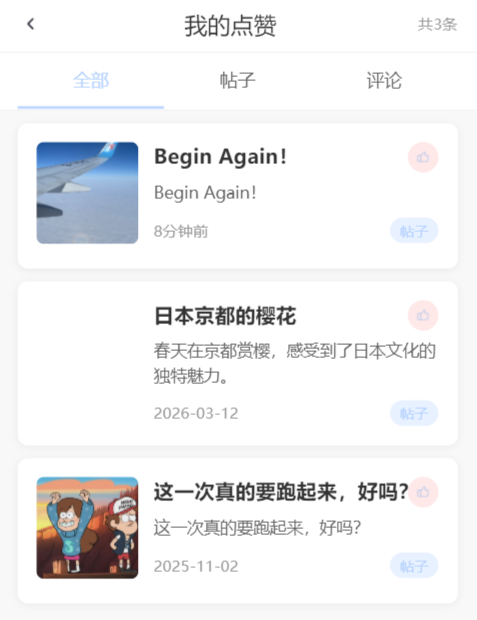 我的点赞
共3条
全部
帖子
评论
Begin Again!
Begin Again!
8分钟前
帖子
日本京都的樱花
春天在京都赏樱，感受到了日本文化的
独特魅力。
2026-03-12
帖子
这一次真的要跑起来，好吗?
这一次真的要跑起来，好吗?
2025-11-02
帖子